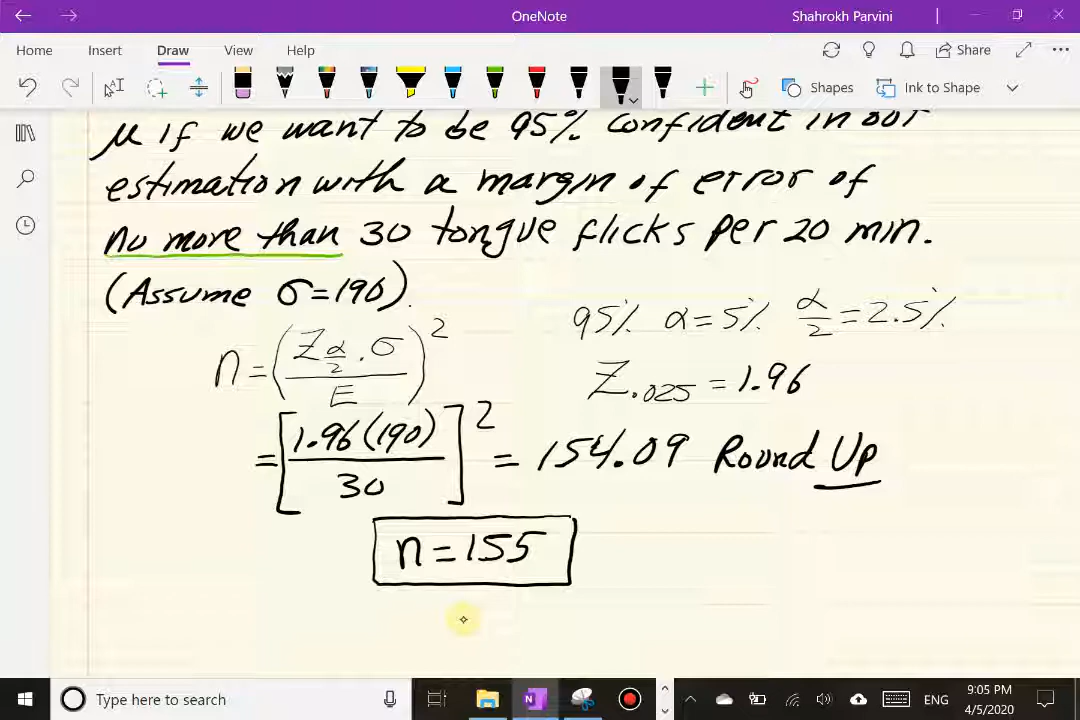 OneNote
Shahrokh Parvini
Home Insert Draw View Help
Share
Shapes
Ink to Shape
μ if we want to be 95% confident in our
estimation with a margin of error of
no more than 30 tongue flicks per 20 min.
(Assume σ=190).
95% α=5% α/2=2.5%
n=(Zα/2.σ/E)2
Z.025=1.96
=[1.96(190)/30]2=154.09 Round Up
n=155
Type here to search
ENG
9:05 PM
4/5/2020